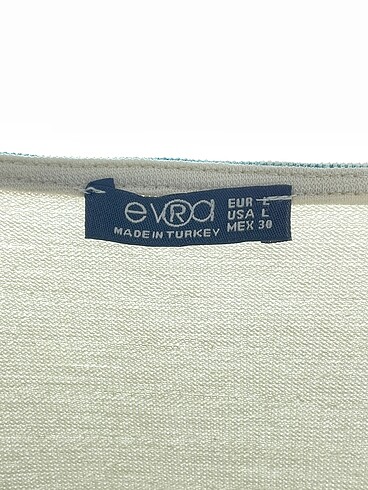 evra
MADE IN TURKEY
EUR L
USA L
MEX 30